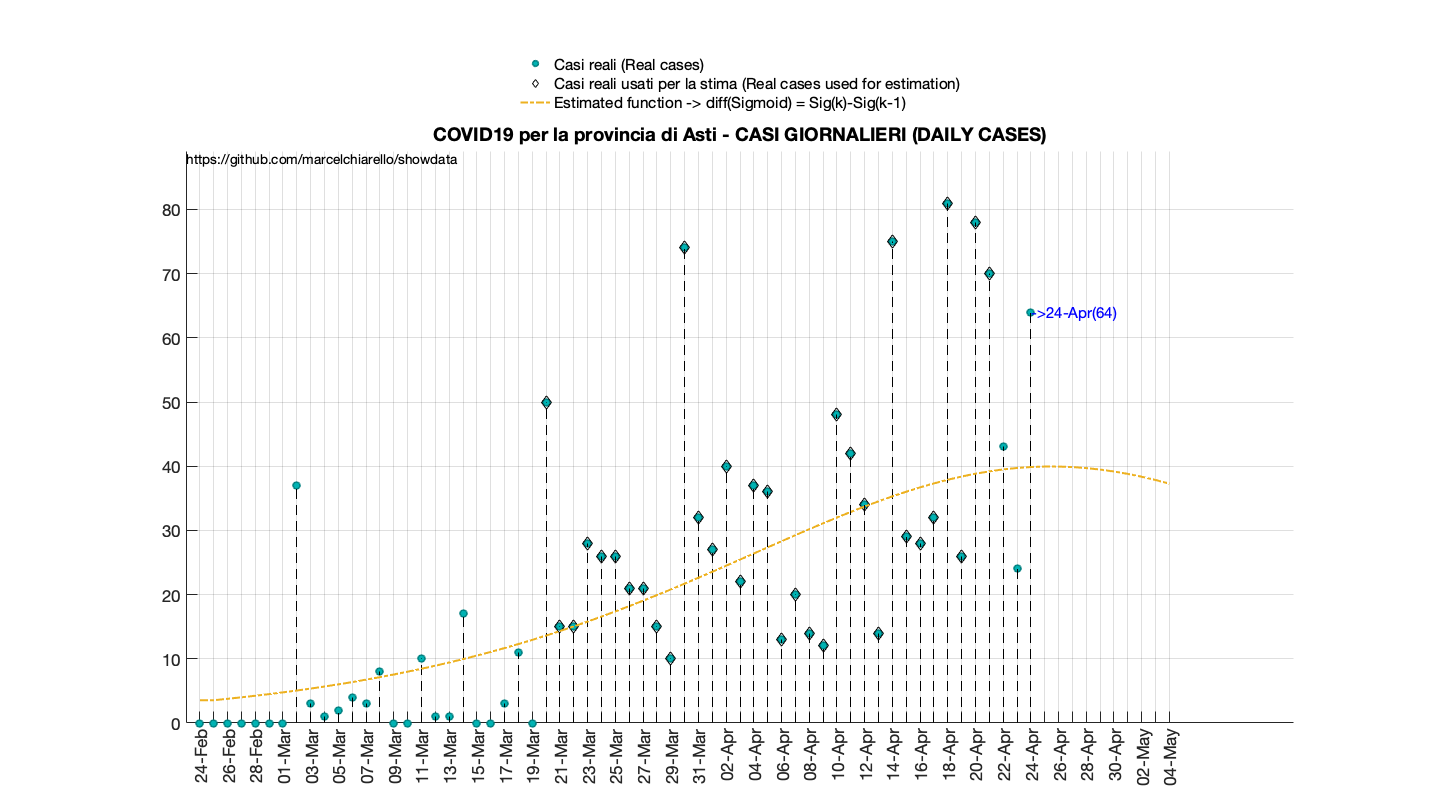 Casi reali (Real cases)
Casi reali usati per la stima (Real cases used for estimation)
Estimated function -> diff(Sigmoid) = Sig(k)-Sig(k-1)
COVID19 per la provincia di Asti - CASI GIORNALIERI (DAILY CASES)
https://github.com/marcelchiarello/showdata
80
70
60
50
40
30
20
10
0
->24-Apr(64)
24-Feb
26-Feb
28-Feb
01-Mar
03-Mar
05-Mar
07-Mar
09-Mar
11-Mar
13-Mar
15-Mar
17-Mar
19-Mar
21-Mar
23-Mar
25-Mar
27-Mar
29-Mar
31-Mar
02-Apr
04-Apr
06-Apr
08-Apr
10-Apr
12-Apr
14-Apr
16-Apr
18-Apr
20-Apr
22-Apr
24-Apr
26-Apr
28-Apr
30-Apr
02-May
04-May